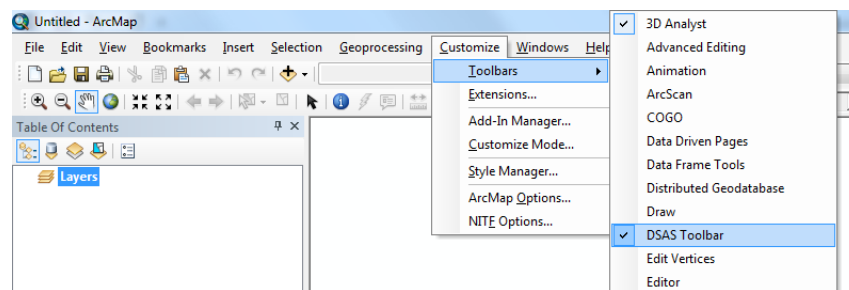 Untitled - ArcMap
File Edit View Bookmarks Insert Selection Geoprocessing Customize Windows Help
Table Of Contents
Layers
Toolbars
Extensions...
Add-In Manager...
Customize Mode...
Style Manager...
ArcMap Options...
NITF Options...
3D Analyst
Advanced Editing
Animation
ArcScan
COGO
Data Driven Pages
Data Frame Tools
Distributed Geodatabase
Draw
DSAS Toolbar
Edit Vertices
Editor